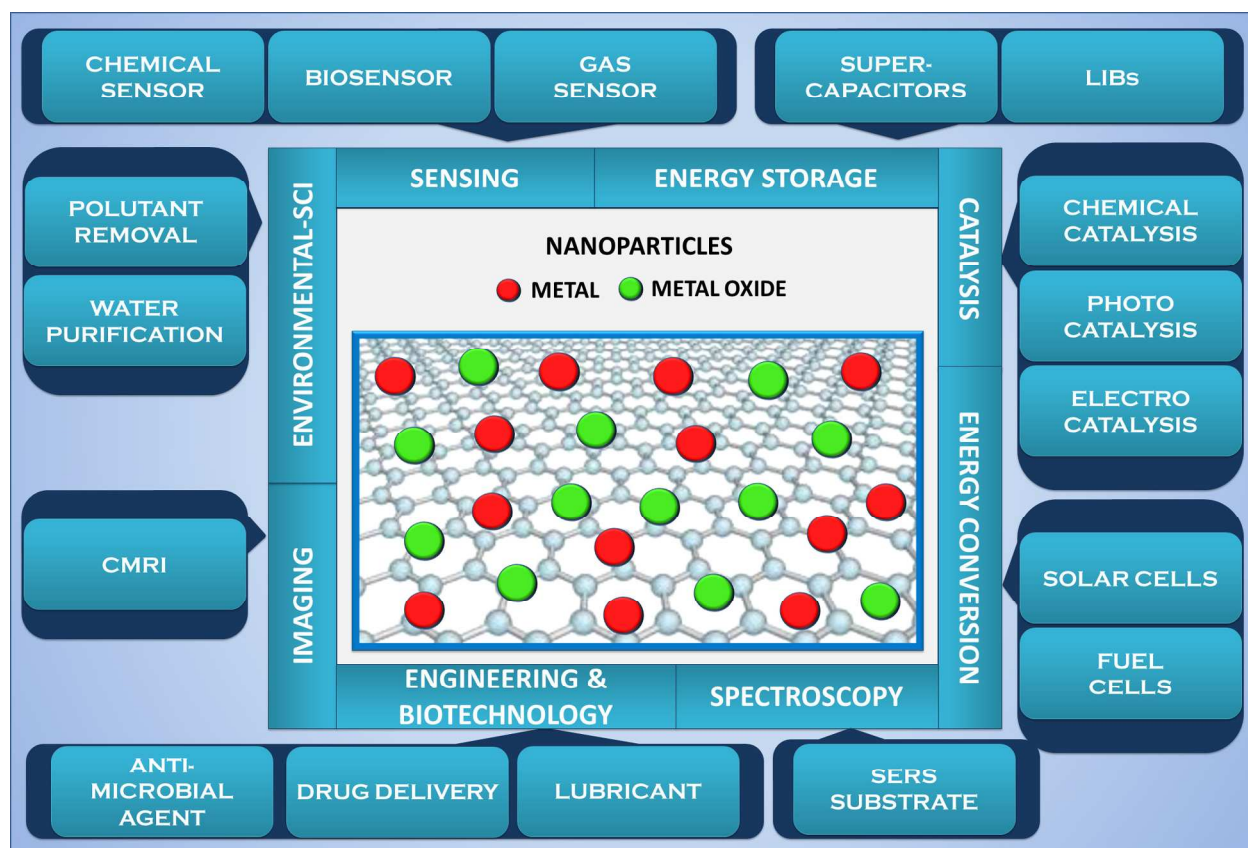 CHEMICAL
SENSOR
BIOSENSOR
GAS
SENSOR
SUPER-
CAPACITORS
LIBs
POLUTANT
REMOVAL
WATER
PURIFICATION
CMRI
ENVIRONMENTAL-SCI
IMAGING
SENSING
ENERGY STORAGE
NANOPARTICLES
METAL
METAL OXIDE
CATALYSIS
ENERGY CONVERSION
CHEMICAL
CATALYSIS
PHOTO
CATALYSIS
ELECTRO
CATALYSIS
SOLAR CELLS
FUEL
CELLS
ENGINEERING &
BIOTECHNOLOGY
SPECTROSCOPY
ANTI-
MICROBIAL
AGENT
DRUG DELIVERY
LUBRICANT
SERS
SUBSTRATE